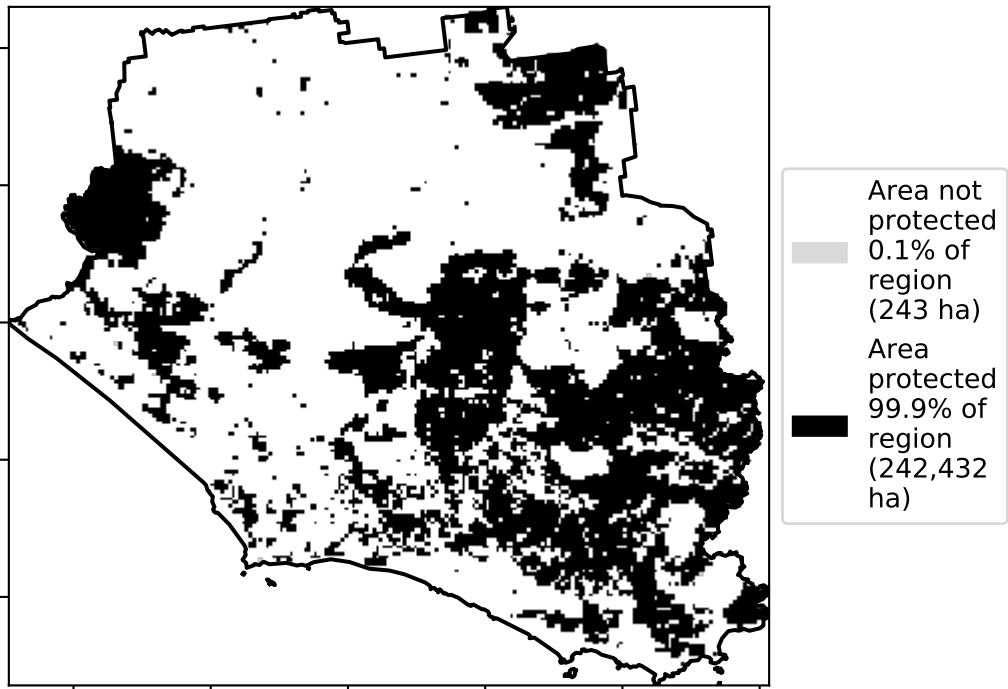 Area not
protected
0.1% of
region
(243 ha)
Area
protected
99.9% of
region
(242,432
ha)